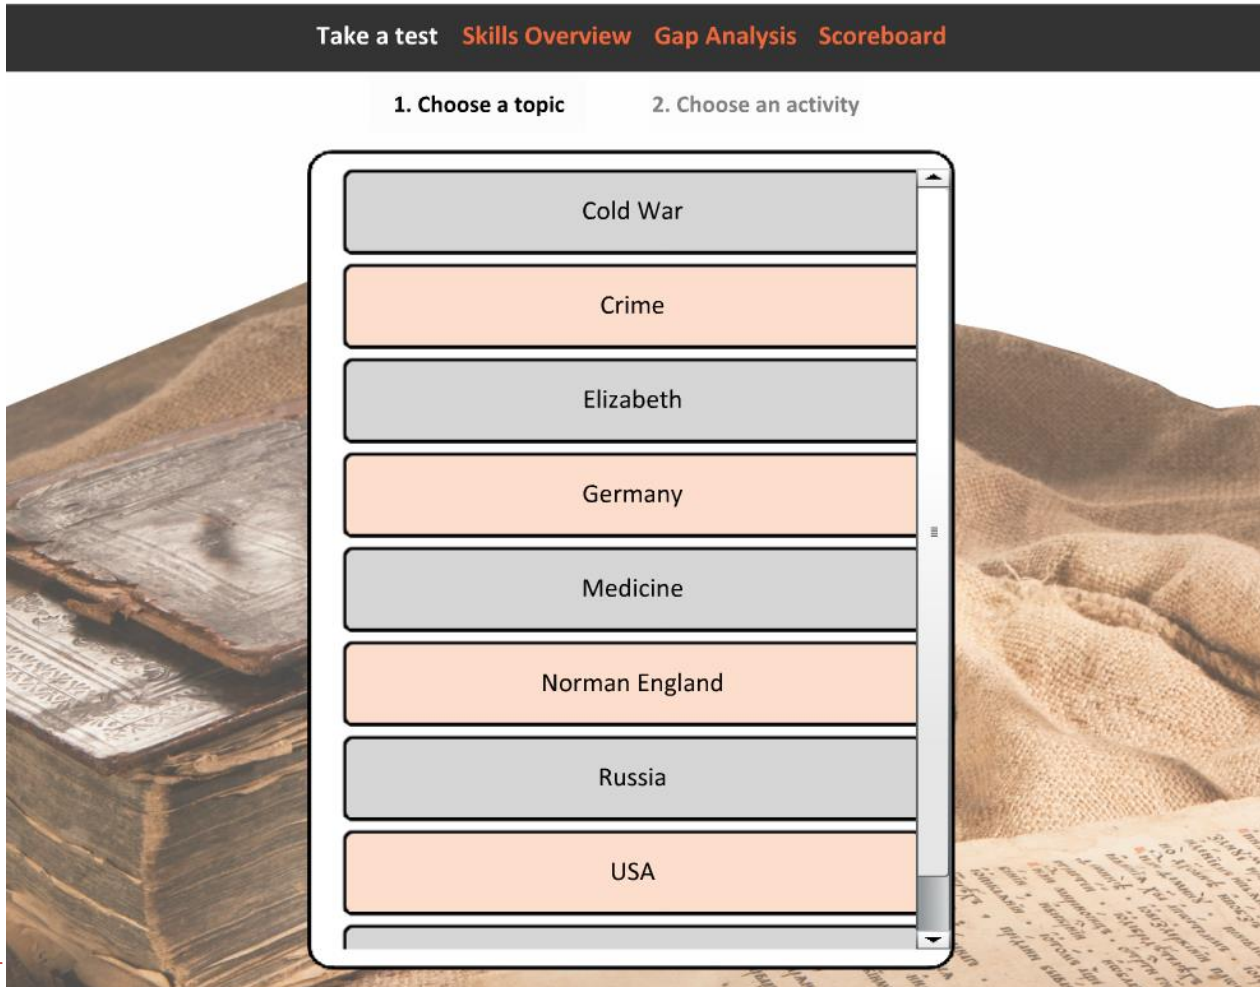 Take a test Skills Overview Gap Analysis Scoreboard
1. Choose a topic 2. Choose an activity
Cold War
Crime
Elizabeth
Germany
Medicine
Norman England
Russia
USA